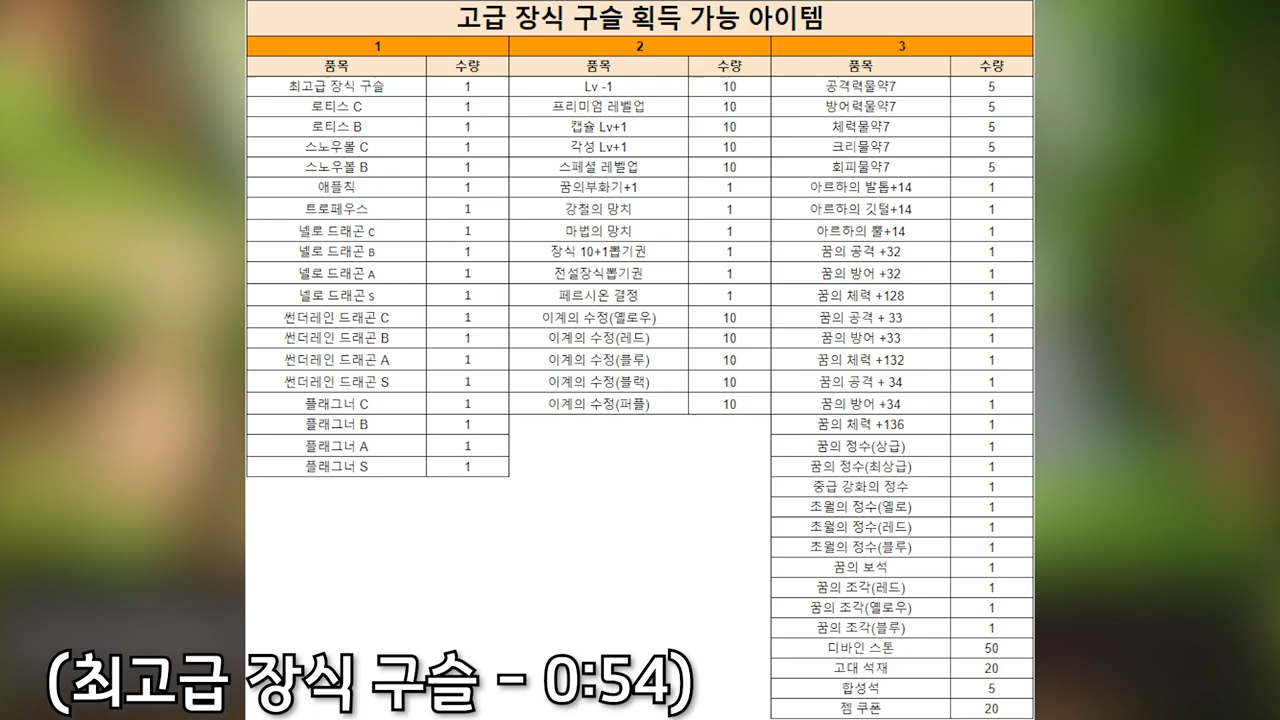 고급 장식 구슬 획득 가능 아이템
1 2 3
품목 수량 품목 수량 품목 수량
최고급 장식 구슬 1 Lv -1 10 공격력물약7 5
로티스 C 1 프리미엄 레벨업 10 방어력물약7 5
로티스 B 1 캡슐 Lv+1 10 체력물약7 5
스노우볼 C 1 각성 Lv+1 10 크리물약7 5
스노우볼 B 1 스페셜 레벨업 10 회피물약7 5
애플칙 1 꿈의부화기+1 1 아르하의 발톱+14 1
트로페우스 1 강철의 망치 1 아르하의 깃털+14 1
넬로 드래곤 C 1 마법의 망치 1 아르하의 뿔+14 1
넬로 드래곤 B 1 장식 10+1뽑기권 1 꿈의 공격 +32 1
넬로 드래곤 A 1 전설장식뽑기권 1 꿈의 방어 +32 1
넬로 드래곤 S 1 페르시온 결정 1 꿈의 체력 +128 1
썬더레인 드래곤 C 1 이계의 수정(옐로우) 10 꿈의 공격 + 33 1
썬더레인 드래곤 B 1 이계의 수정(레드) 10 꿈의 방어 +33 1
썬더레인 드래곤 A 1 이계의 수정(블루) 10 꿈의 체력 +132 1
썬더레인 드래곤 S 1 이계의 수정(블랙) 10 꿈의 공격 + 34 1
플래그너 C 1 이계의 수정(퍼플) 10 꿈의 방어 +34 1
플래그너 B 1 꿈의 체력 +136 1
플래그너 A 1 꿈의 정수(상급) 1
플래그너 S 1 꿈의 정수(최상급) 1
중급 강화의 정수 1
초월의 정수(옐로) 1
초월의 정수(레드) 1
초월의 정수(블루) 1
꿈의 보석 1
꿈의 조각(레드) 1
꿈의 조각(옐로우) 1
꿈의 조각(블루) 1
디바인 스톤 50
고대 석재 20
합성석 5
젬 쿠폰 20
(최고급 장식 구슬 - 0:54)